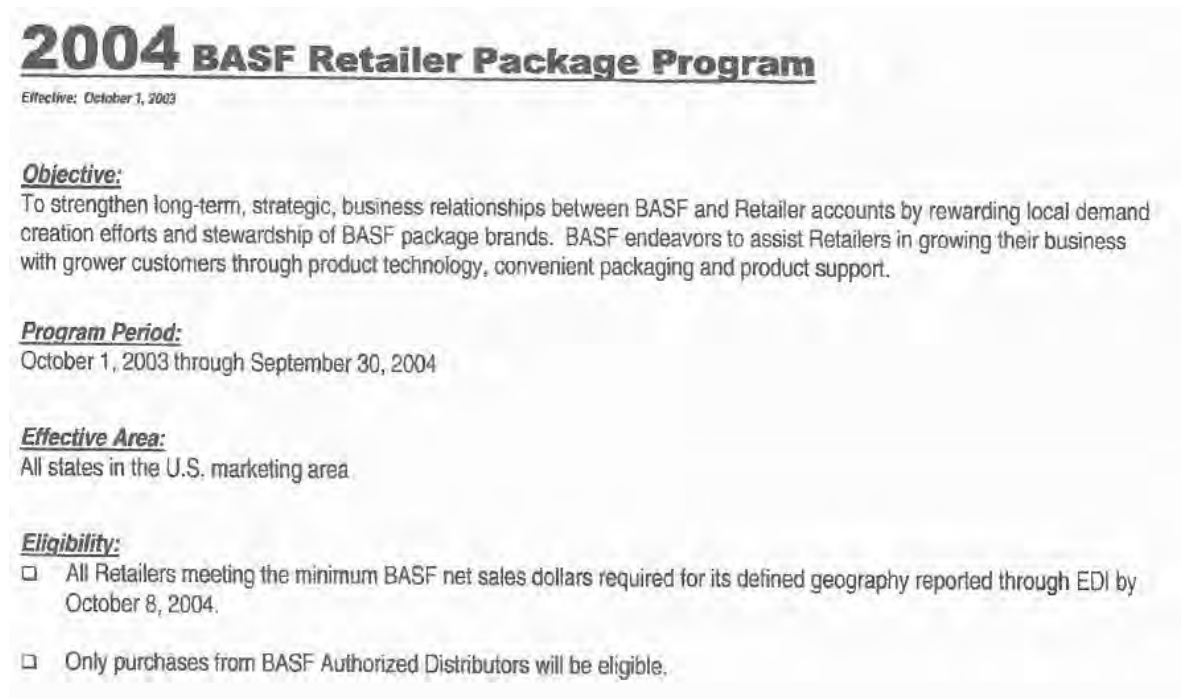 2004 BASF Retailer Package Program
Effective: October 1, 2003
Objective:
To strengthen long-term, strategic, business relationships between BASF and Retailer accounts by rewarding local demand
creation efforts and stewardship of BASF package brands. BASF endeavors to assist Retailers in growing their business
with grower customers through product technology, convenient packaging and product support.
Program Period:
October 1, 2003 through September 30, 2004
Effective Area:
All states in the U.S. marketing area
Eligibility:
☐ All Retailers meeting the minimum BASF net sales dollars required for its defined geography reported through EDI by
October 8, 2004.
☐ Only purchases from BASF Authorized Distributors will be eligible.